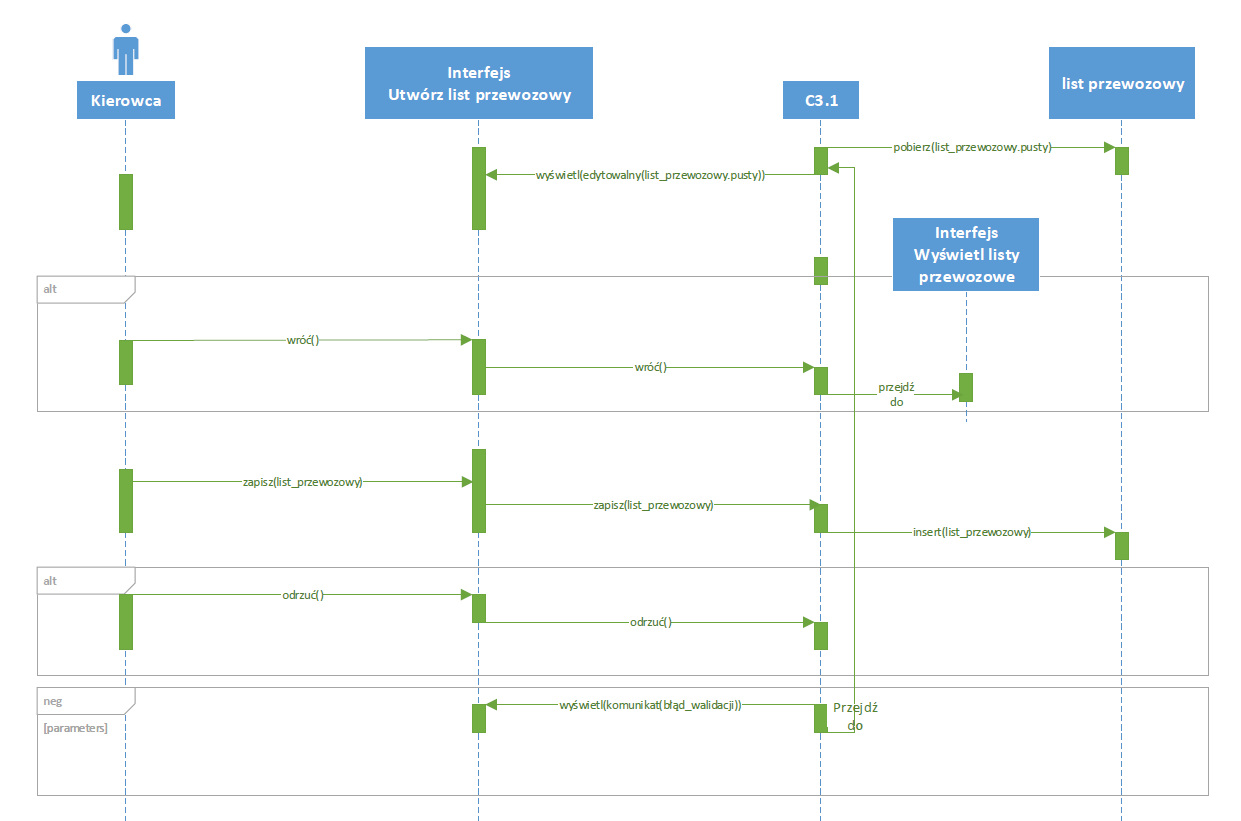 Kierowca
Interfejs
Utwórz list przewozowy
C3.1
list przewozowy
pobierz(list_przewozowy.pusty)
wyświetl(edytowalny(list_przewozowy.pusty))
Interfejs
Wyświetl listy
przewozowe
alt
wróć()
wróć()
przejdź
do
zapisz(list_przewozowy)
zapisz(list_przewozowy)
insert(list_przewozowy)
alt
odrzuć()
odrzuć()
neg
[parameters]
wyświetl(komunikat(błąd_walidacji))
Przejdź
do